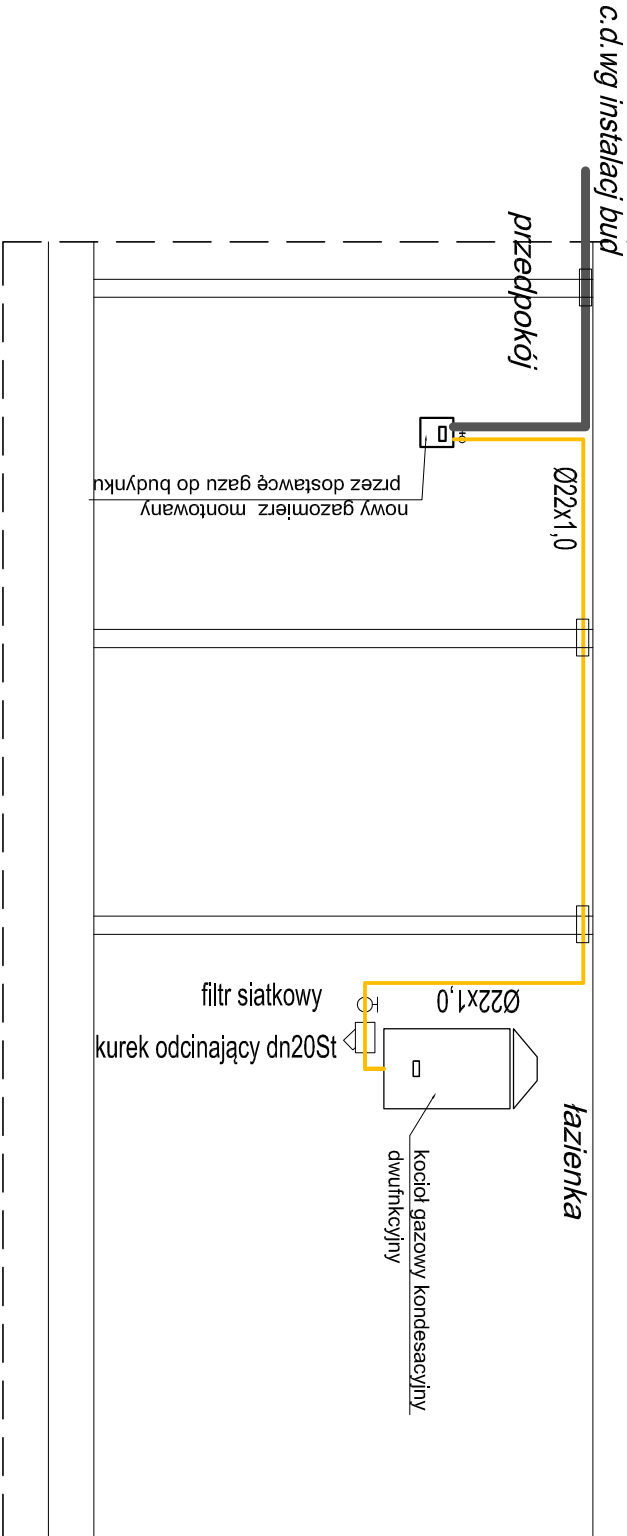 c.d.wg instalacj bud
przedpokój
nowy gazomierz montowany
przez dostawcę gazu do budynku
Ø22x1,0
filtr siatkowy
Ø22x1,0
kurek odcinający dn20St
łazienka
kocioł gazowy kondesacyjny
dwufnkcyjny